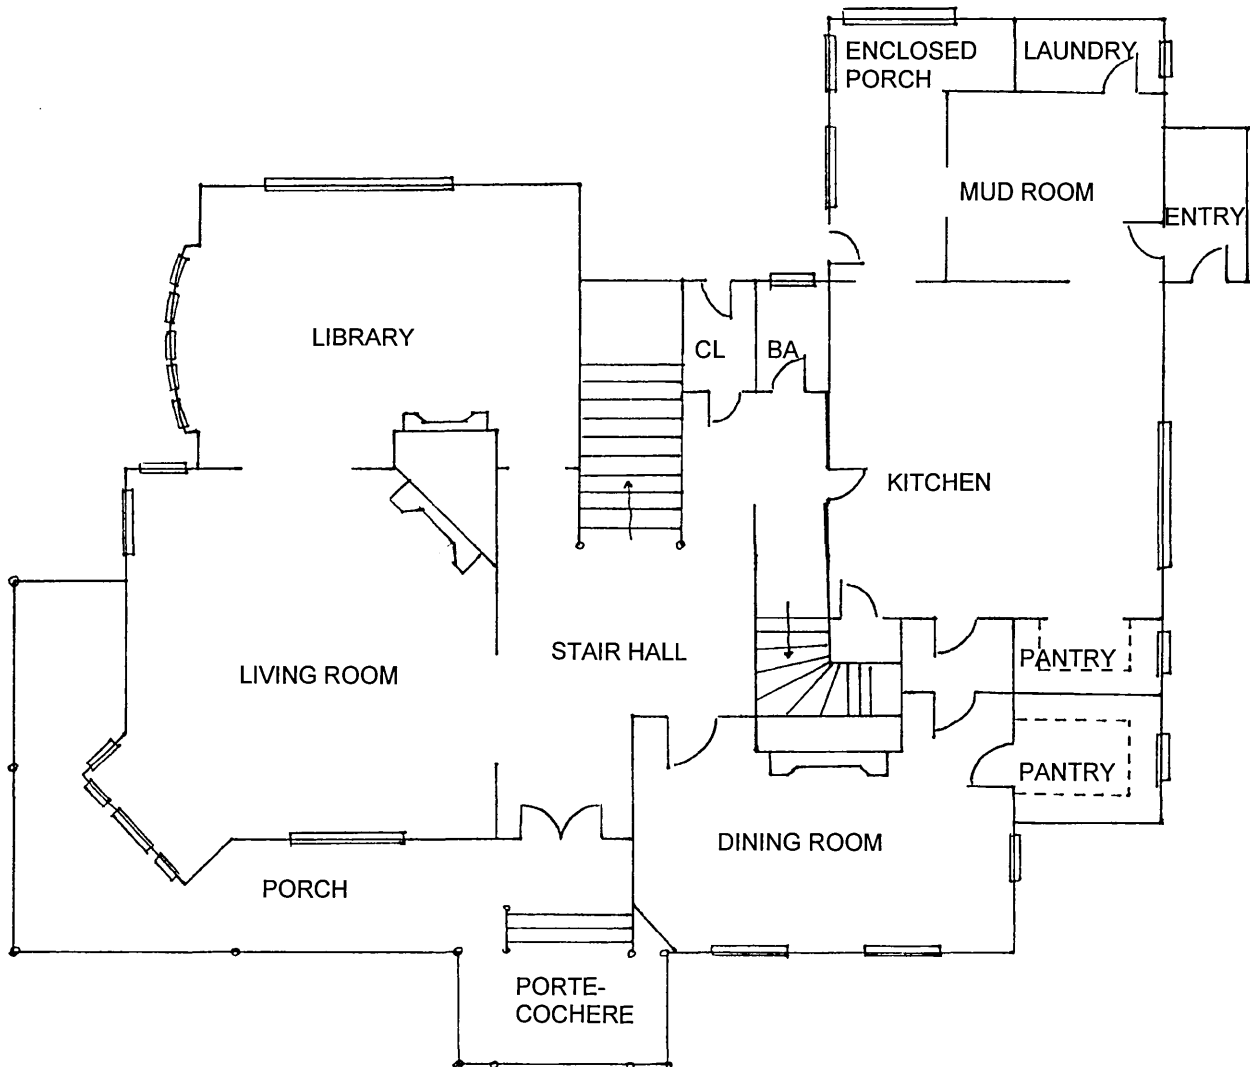 ENCLOSED
PORCH
LAUNDRY
MUD ROOM
ENTRY
LIBRARY
CL
BA
KITCHEN
STAIR HALL
LIVING ROOM
PANTRY
PANTRY
DINING ROOM
PORCH
PORTE-
COCHERE